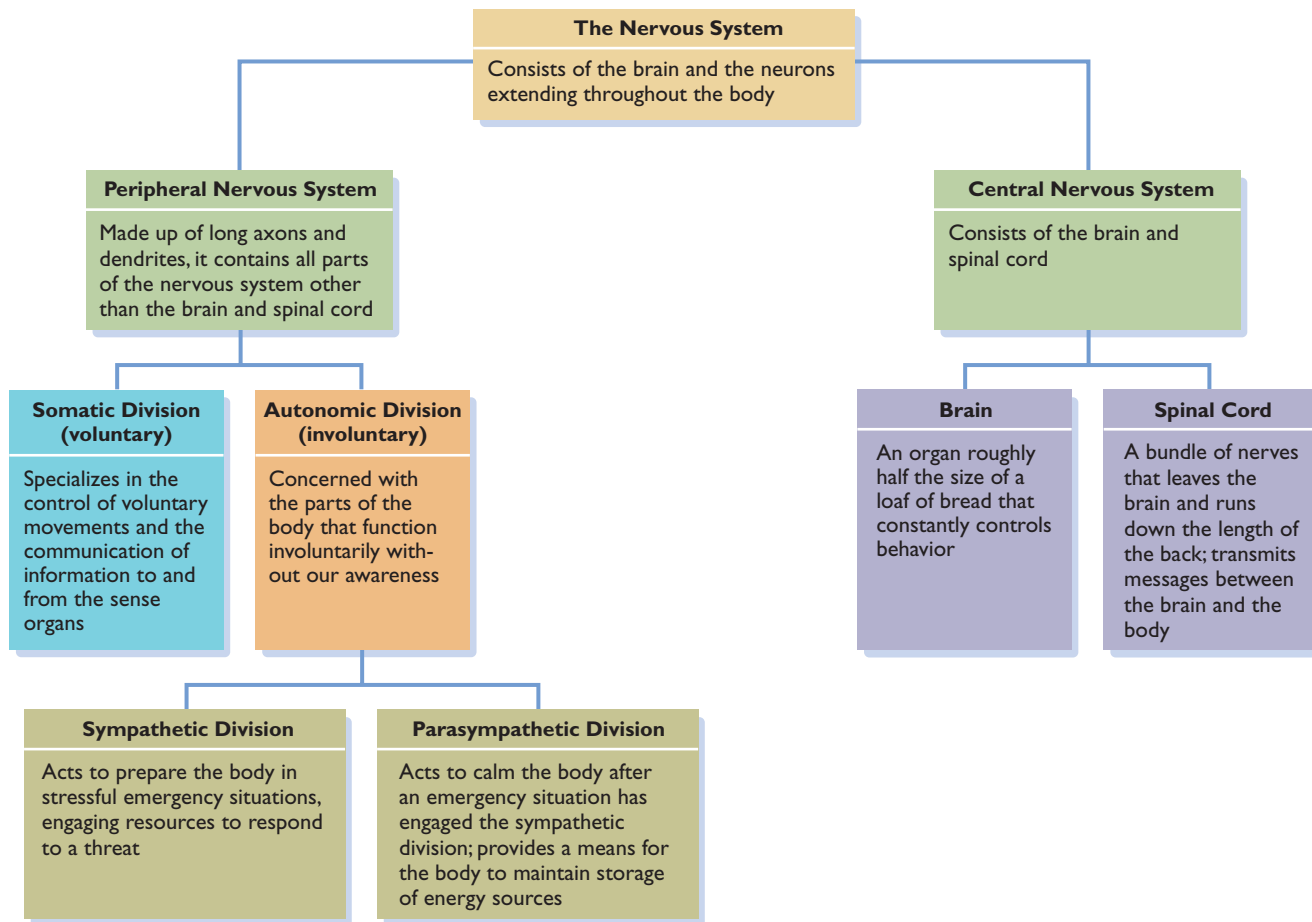 The Nervous System
Consists of the brain and the neurons
extending throughout the body
Peripheral Nervous System
Made up of long axons and
dendrites, it contains all parts
of the nervous system other
than the brain and spinal cord
Central Nervous System
Consists of the brain and
spinal cord
Somatic Division
(voluntary)
Specializes in the
control of voluntary
movements and the
communication of
information to and
from the sense
organs
Autonomic Division
(involuntary)
Concerned with
the parts of the
body that function
involuntarily with-
out our awareness
Brain
An organ roughly
half the size of a
loaf of bread that
constantly controls
behavior
Spinal Cord
A bundle of nerves
that leaves the
brain and runs
down the length of
the back; transmits
messages between
the brain and the
body
Sympathetic Division
Acts to prepare the body in
stressful emergency situations,
engaging resources to respond
to a threat
Parasympathetic Division
Acts to calm the body after
an emergency situation has
engaged the sympathetic
division; provides a means for
the body to maintain storage
of energy sources